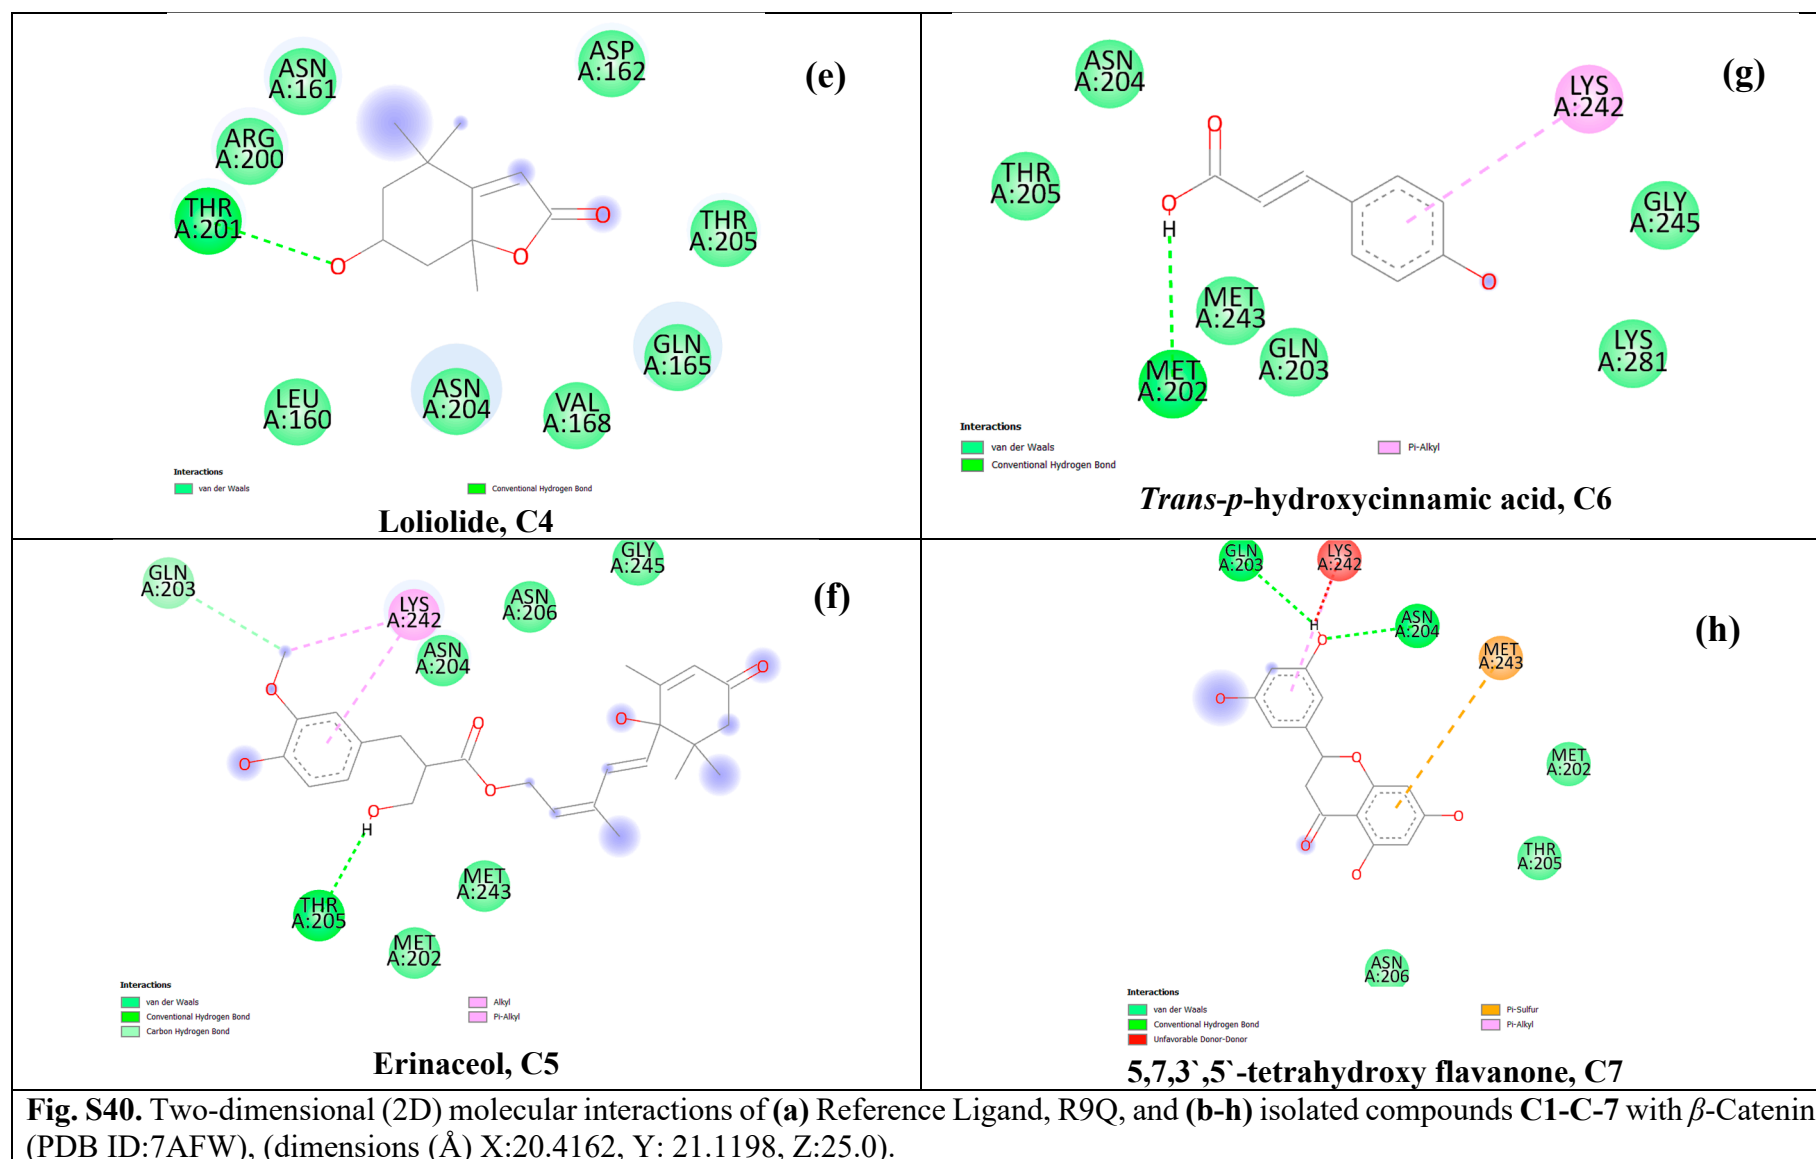 (e)
ASN
A:161
ASP
A:162
ARG
A:200
THR
A:201
THR
A:205
GLN
A:165
LEU
A:160
ASN
A:204
VAL
A:168
O
O
O
Interactions
van der Waals
Conventional Hydrogen Bond
Loliolide, C4
(g)
ASN
A:204
LYS
A:242
THR
A:205
GLY
A:245
MET
A:243
GLN
A:203
MET
A:202
LYS
A:281
O
O
H
O
Interactions
van der Waals
Conventional Hydrogen Bond
Pi-Alkyl
Trans-p-hydroxycinnamic acid, C6
(f)
GLN
A:203
LYS
A:242
ASN
A:204
ASN
A:206
GLY
A:245
THR
A:205
MET
A:243
MET
A:202
O
O
O
H
O
O
O
O
Interactions
van der Waals
Conventional Hydrogen Bond
Carbon Hydrogen Bond
Alkyl
Pi-Alkyl
Erinaceol, C5
(h)
GLN
A:203
LYS
A:242
ASN
A:204
MET
A:243
MET
A:202
THR
A:205
ASN
A:206
H
O
O
O
O
O
O
Interactions
van der Waals
Conventional Hydrogen Bond
Unfavorable Donor-Donor
Pi-Sulfur
Pi-Alkyl
5,7,3`,5`-tetrahydroxy flavanone, C7
Fig. S40. Two-dimensional (2D) molecular interactions of (a) Reference Ligand, R9Q, and (b-h) isolated compounds C1-C-7 with β-Catenin
(PDB ID:7AFW), (dimensions (Å) X:20.4162, Y: 21.1198, Z:25.0).